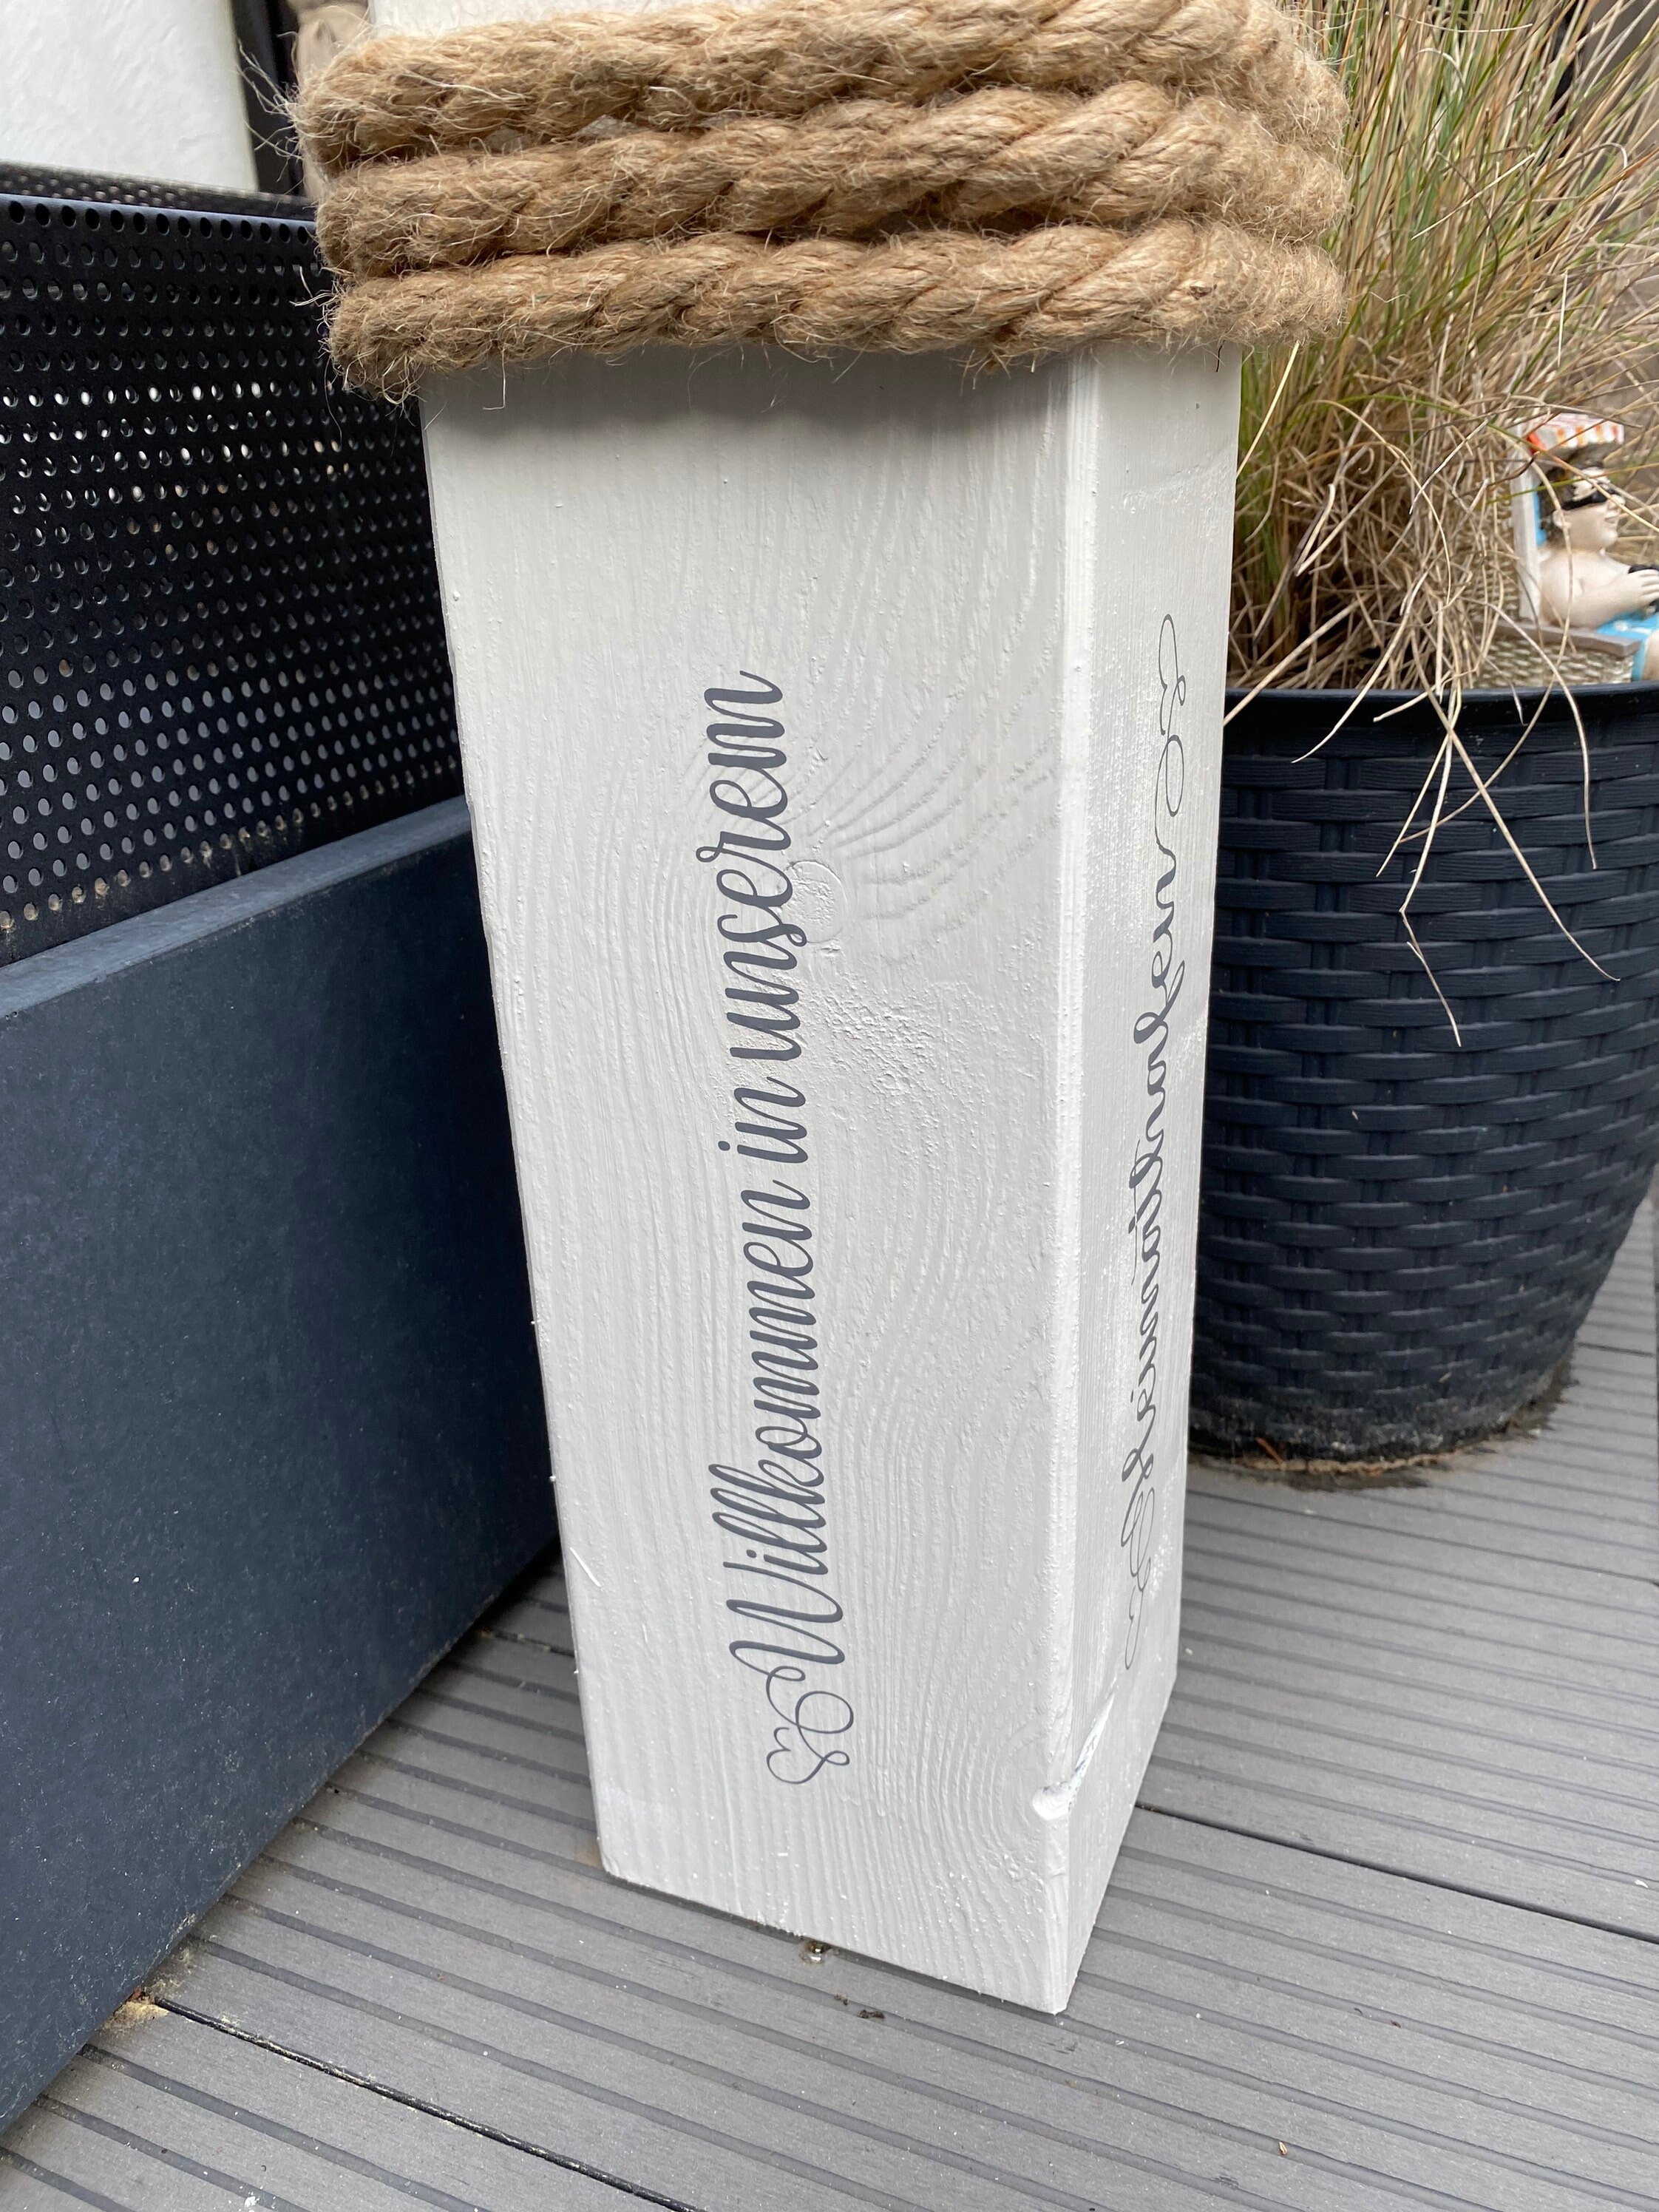 Willkommen in unserem
Heimathafen